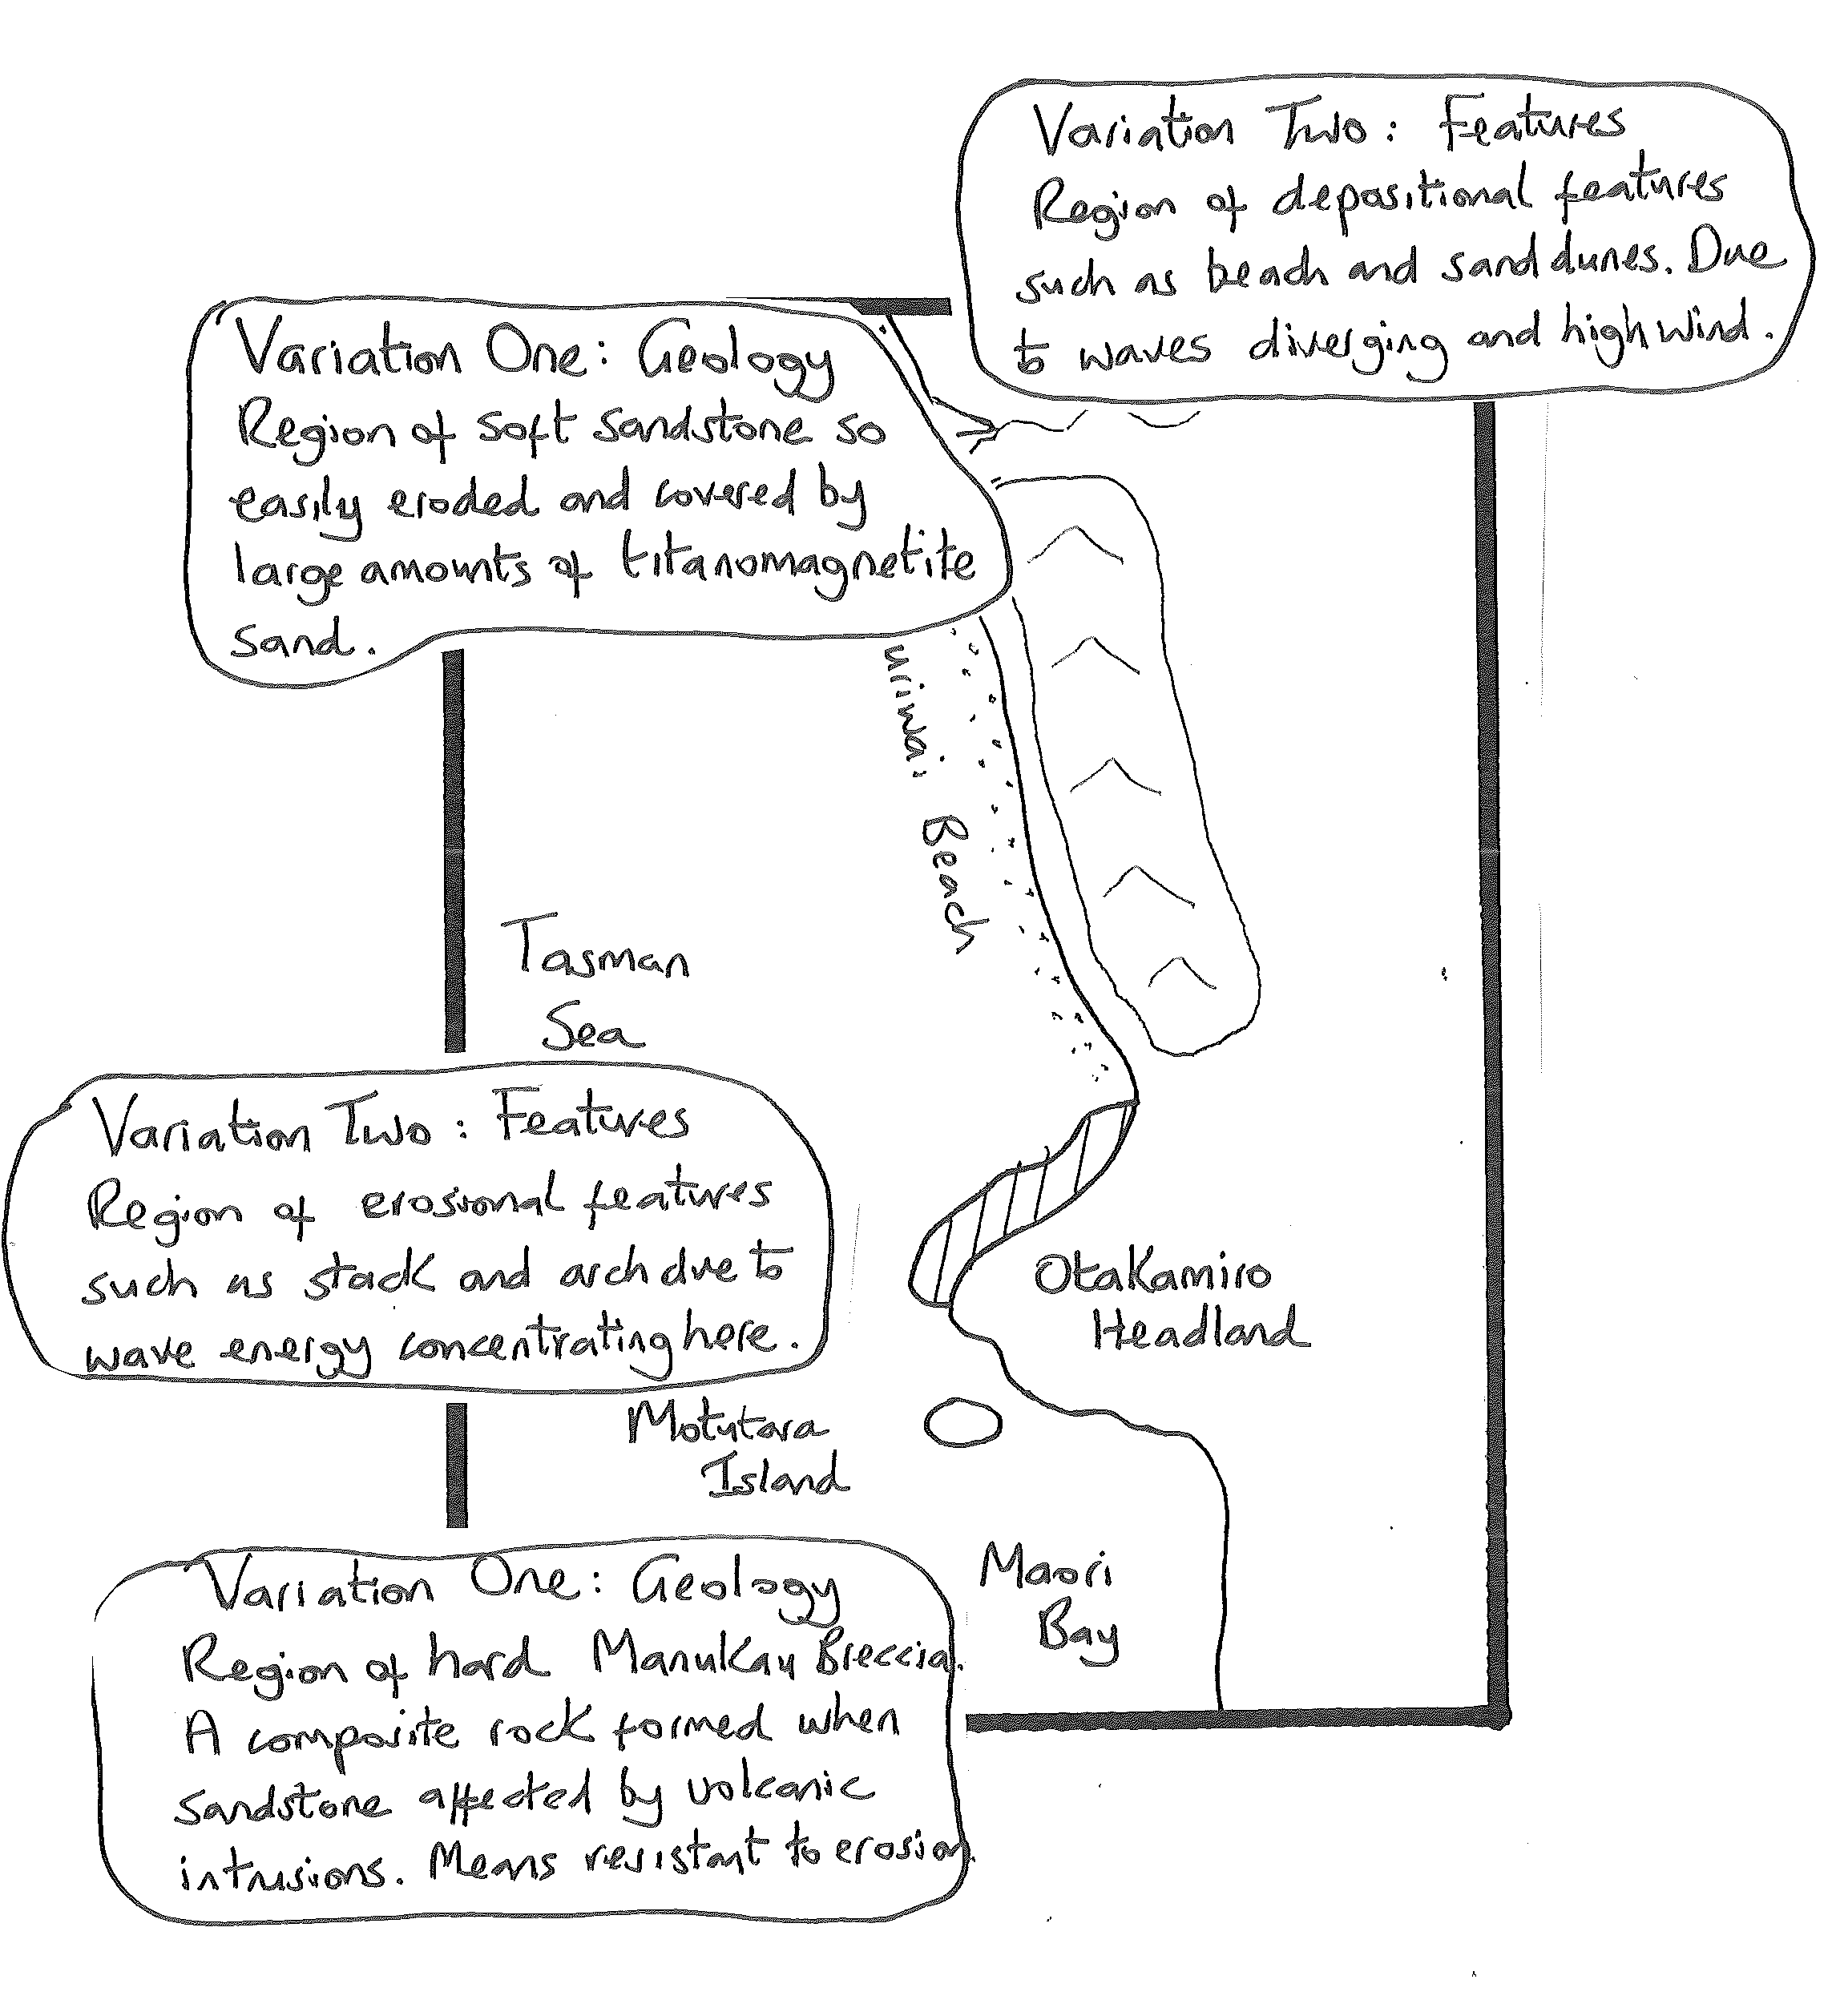 Variation Two: Features
Region of depositional features
such as beach and sand dunes. Due
to waves diverging and high wind.
Variation One: Geology
Region of soft sandstone so
easily eroded and covered by
large amounts of titanomagnetite
sand.
uriwai Beach
Tasman
Sea
Variation Two: Features
Region of erosional features
such as stack and arch due to
wave energy concentrating here.
Otakamiro
Headland
Motutara
Island
Maori
Bay
Variation One: Geology
Region of hard Manukau Breccia.
A composite rock formed when
sandstone affected by volcanic
intrusions. Means resistant to erosion.